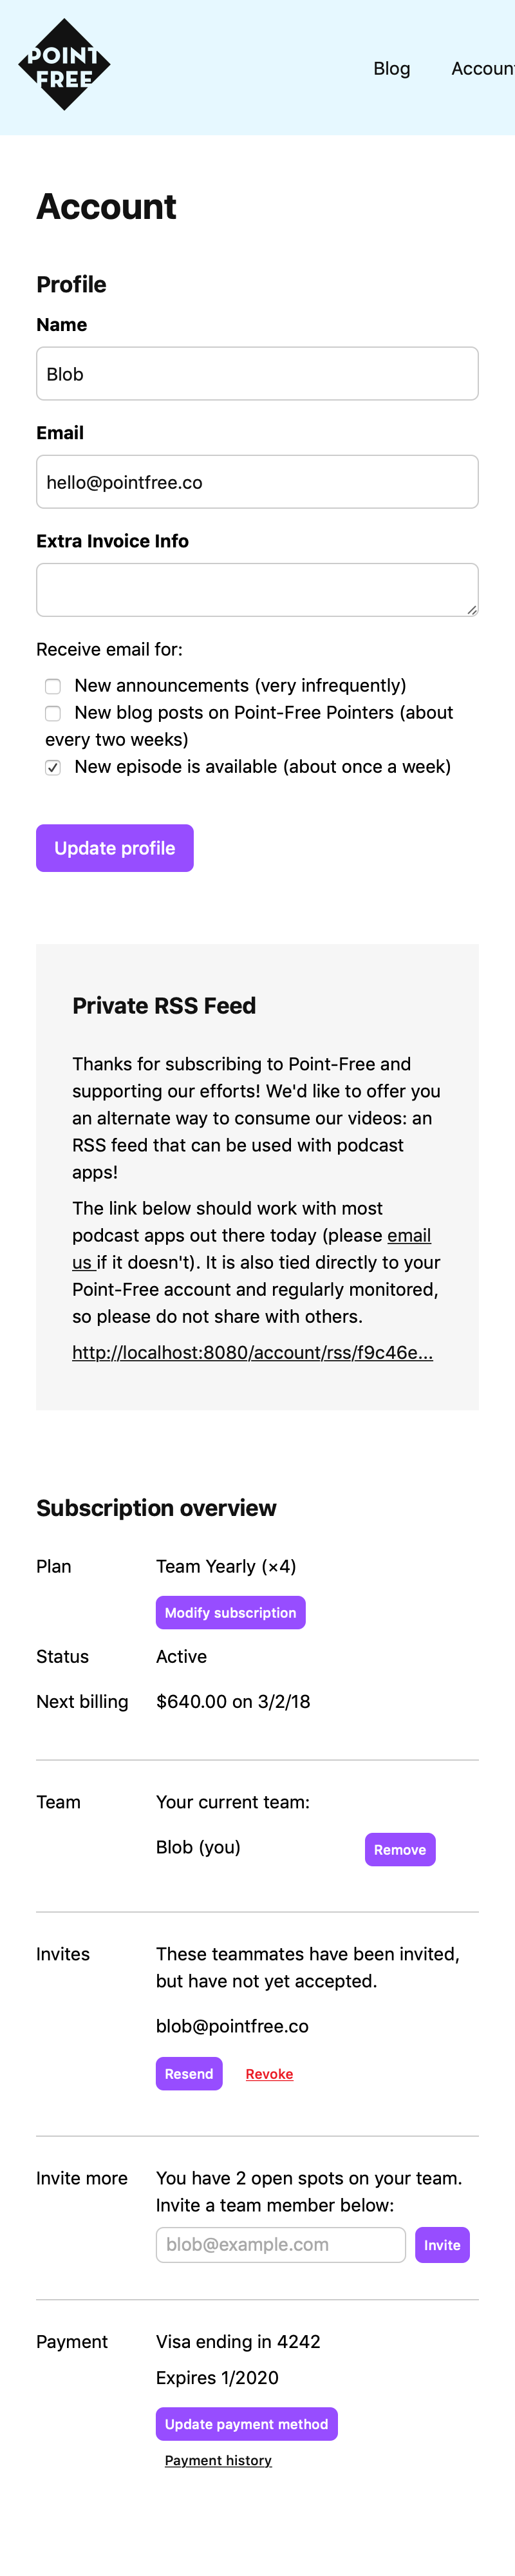 POINT
FREE
Blog
Accoun
Account
Profile
Name
Blob
Email
hello@pointfree.co
Extra Invoice Info
Receive email for:
New announcements (very infrequently)
New blog posts on Point-Free Pointers (about
every two weeks)
New episode is available (about once a week)
Update profile
Private RSS Feed
Thanks for subscribing to Point-Free and
supporting our efforts! We'd like to offer you
an alternate way to consume our videos: an
RSS feed that can be used with podcast
apps!
The link below should work with most
podcast apps out there today (please email
us if it doesn't). It is also tied directly to your
Point-Free account and regularly monitored,
so please do not share with others.
http://localhost:8080/account/rss/f9c46e...
Subscription overview
Plan
Team Yearly (×4)
Modify subscription
Status
Active
Next billing
$640.00 on 3/2/18
Team
Your current team:
Blob (you)
Remove
Invites
These teammates have been invited,
but have not yet accepted.
blob@pointfree.co
Resend
Revoke
Invite more
You have 2 open spots on your team.
Invite a team member below:
blob@example.com
Invite
Payment
Visa ending in 4242
Expires 1/2020
Update payment method
Payment history